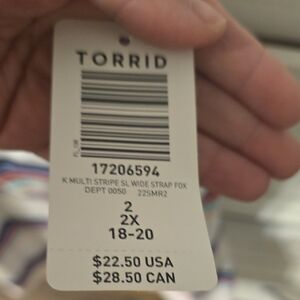 TORRID
17206594
K MULTI STRIPE SL WIDE STRAP FOX
DEPT 0050 22SMR2
2
2X
18-20
$22.50 USA
$28.50 CAN